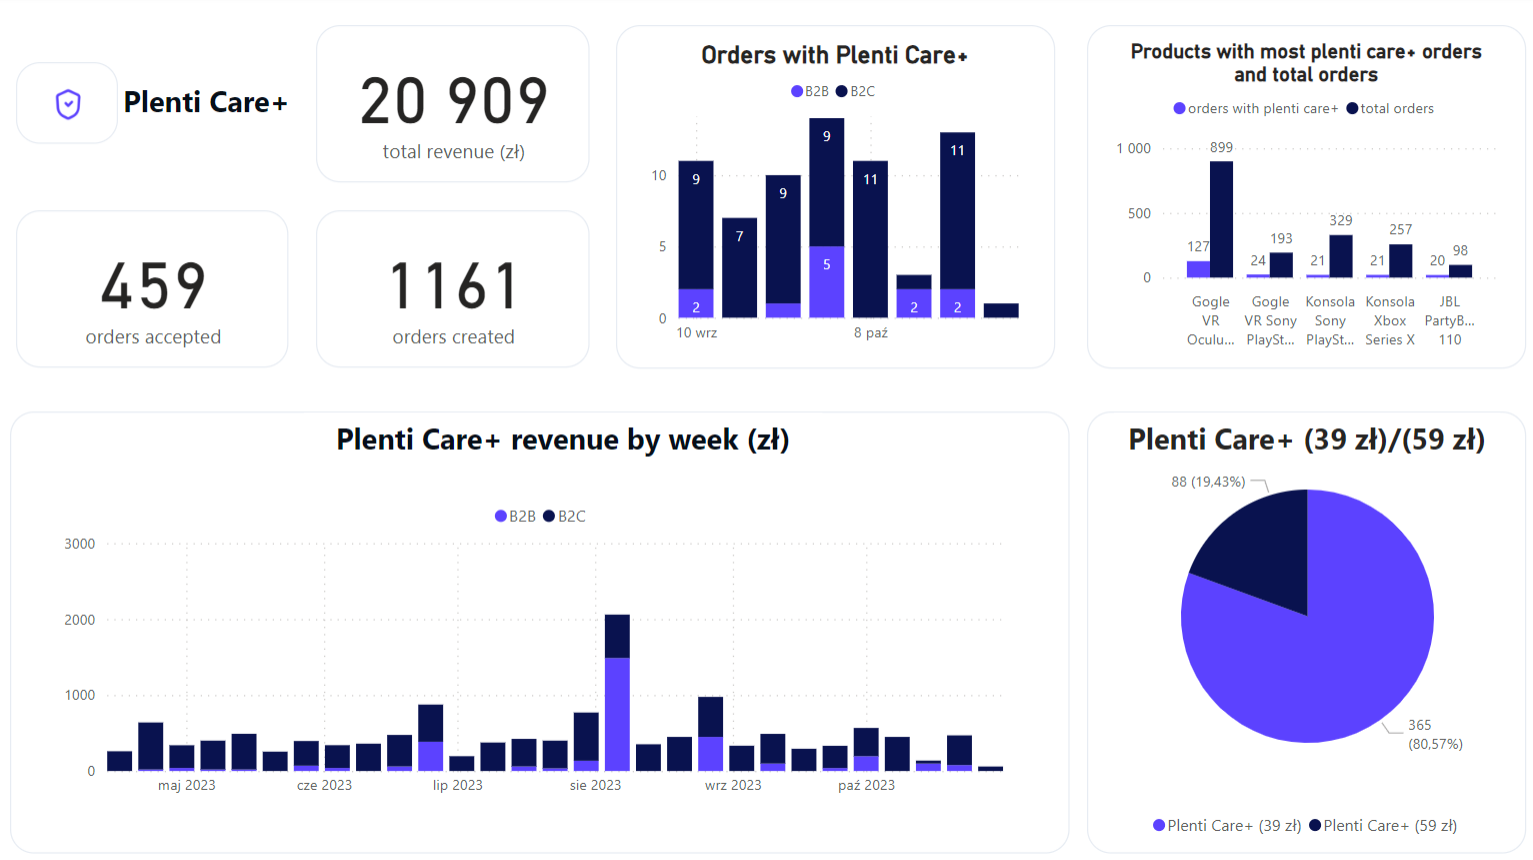 Plenti Care+
20 909
total revenue (zł)
459
orders accepted
1161
orders created
Orders with Plenti Care+
B2B B2C
10
5
0
9
2
7
9
9
5
11
2
11
2
10 wrz
8 paź
Products with most plenti care+ orders
and total orders
orders with plenti care+ total orders
1 000
500
0
127
899
24
193
21
329
21
257
20
98
Gogle
VR
Oculu...
Gogle
VR Sony
PlaySt...
Konsola
Sony
PlaySt...
Konsola
Xbox
Series X
JBL
PartyB...
110
Plenti Care+ revenue by week (zł)
B2B B2C
3000
2000
1000
0
maj 2023
cze 2023
lip 2023
sie 2023
wrz 2023
paź 2023
Plenti Care+ (39 zł)/(59 zł)
88 (19,43%)
365
(80,57%)
Plenti Care+ (39 zł) Plenti Care+ (59 zł)